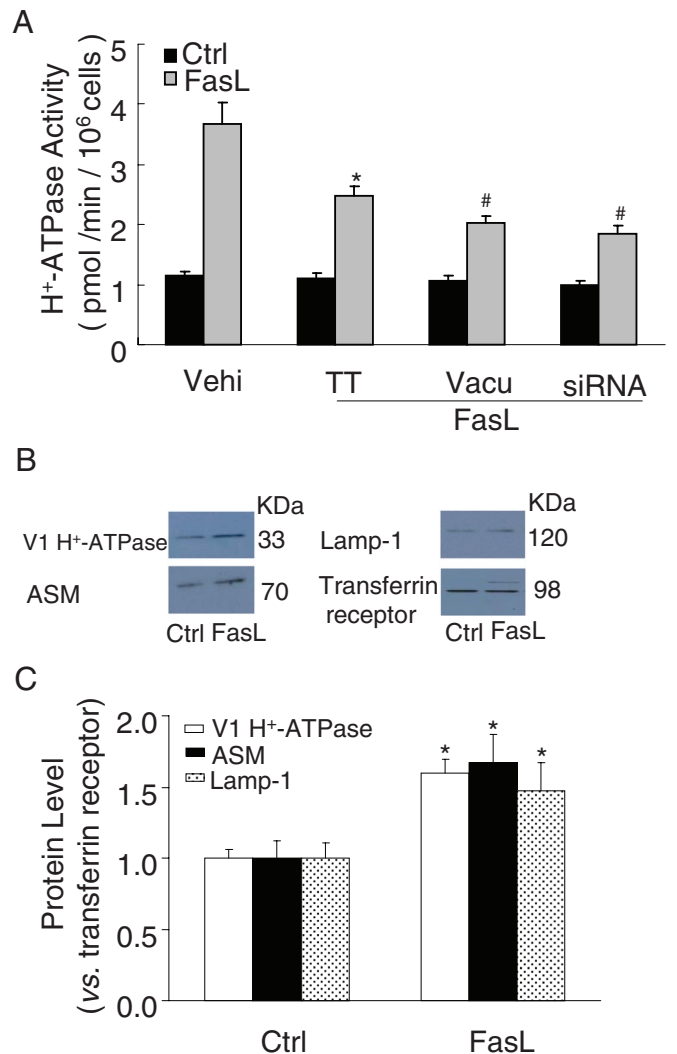 A
H⁺-ATPase Activity
( pmol /min / 10⁶ cells )
5
4
3
2
1
0
Ctrl
FasL
*
#
#
Vehi TT Vacu siRNA
FasL
B
KDa
V1 H⁺-ATPase 33
ASM 70
Ctrl FasL
KDa
Lamp-1 120
Transferrin
receptor 98
Ctrl FasL
C
Protein Level
(vs. transferrin receptor)
2.0
1.5
1.0
0.5
0.0
V1 H⁺-ATPase
ASM
Lamp-1
* * *
Ctrl FasL